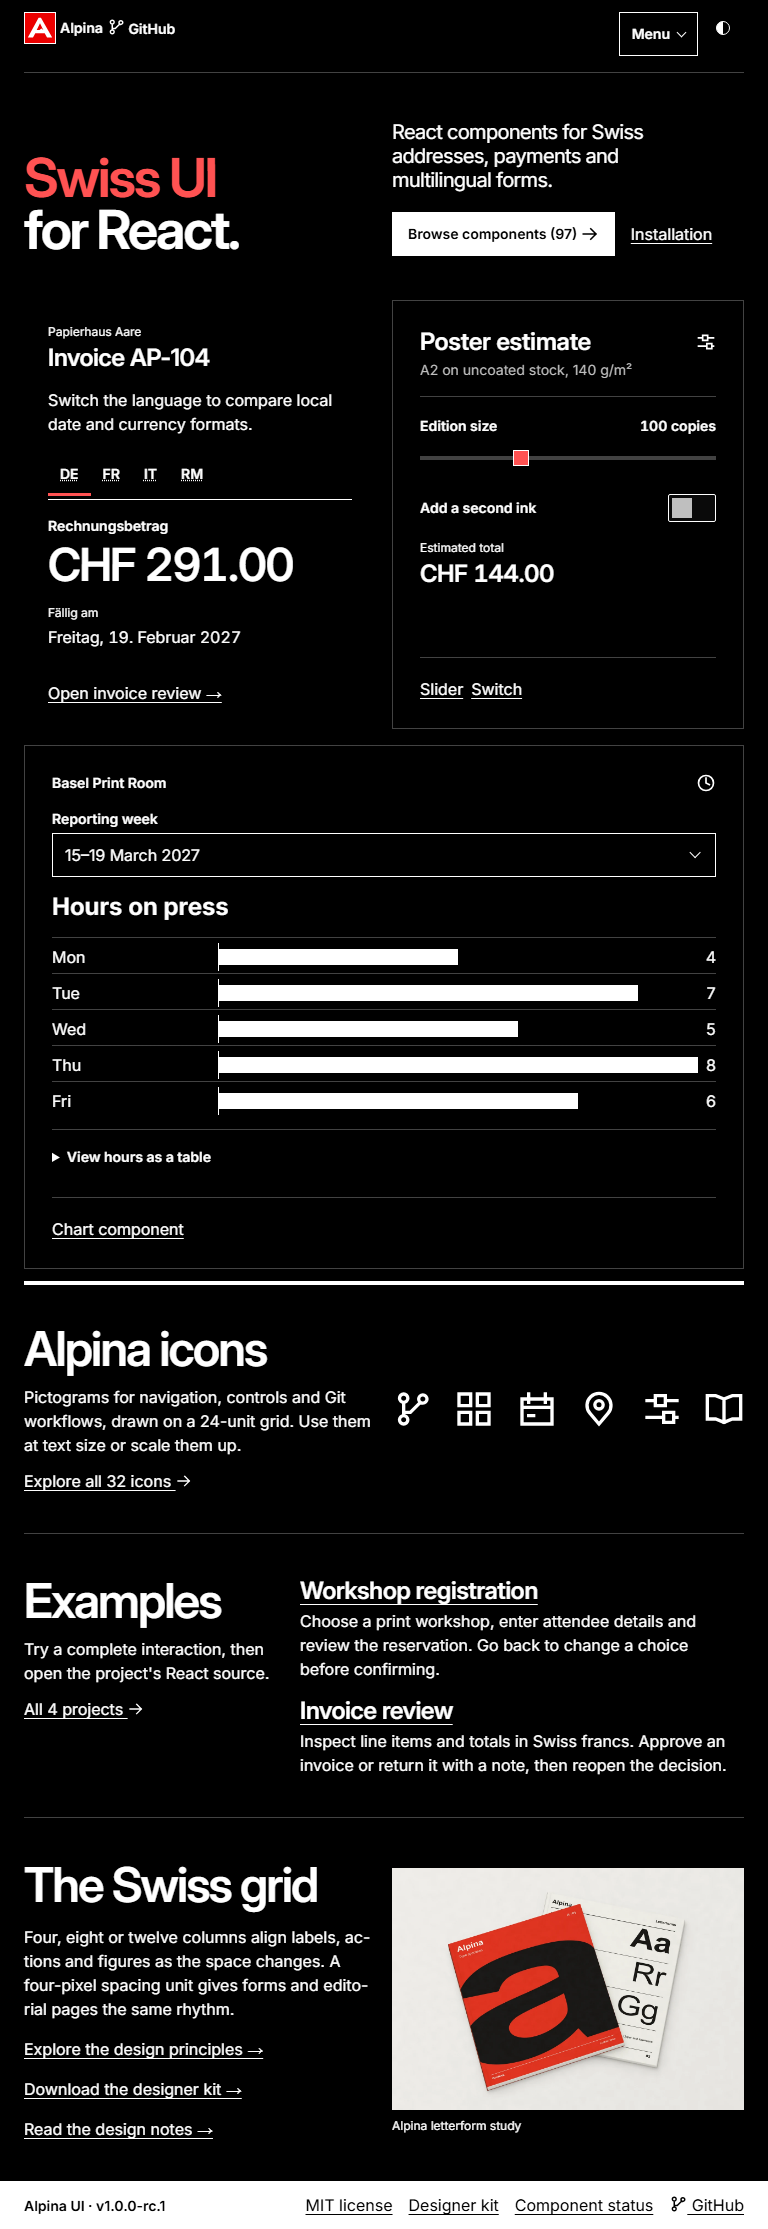 Alpina GitHub
Menu
Swiss UI
for React.
React components for Swiss
addresses, payments and
multilingual forms.
Browse components (97) →
Installation
Papierhaus Aare
Invoice AP-104
Switch the language to compare local
date and currency formats.
DE FR IT RM
Rechnungsbetrag
CHF 291.00
Fällig am
Freitag, 19. Februar 2027
Open invoice review →
Poster estimate
A2 on uncoated stock, 140 g/m²
Edition size 100 copies
Add a second ink
Estimated total
CHF 144.00
Slider Switch
Basel Print Room
Reporting week
15–19 March 2027
Hours on press
Mon 4
Tue 7
Wed 5
Thu 8
Fri 6
View hours as a table
Chart component
Alpina icons
Pictograms for navigation, controls and Git
workflows, drawn on a 24-unit grid. Use them
at text size or scale them up.
Explore all 32 icons →
Examples
Try a complete interaction, then
open the project's React source.
All 4 projects →
Workshop registration
Choose a print workshop, enter attendee details and
review the reservation. Go back to change a choice
before confirming.
Invoice review
Inspect line items and totals in Swiss francs. Approve an
invoice or return it with a note, then reopen the decision.
The Swiss grid
Four, eight or twelve columns align labels, ac-
tions and figures as the space changes. A
four-pixel spacing unit gives forms and edito-
rial pages the same rhythm.
Explore the design principles →
Download the designer kit →
Read the design notes →
Alpina
a
Alpina
Aa
Rr
Gg
Alpina letterform study
Alpina UI · v1.0.0-rc.1
MIT license Designer kit Component status GitHub